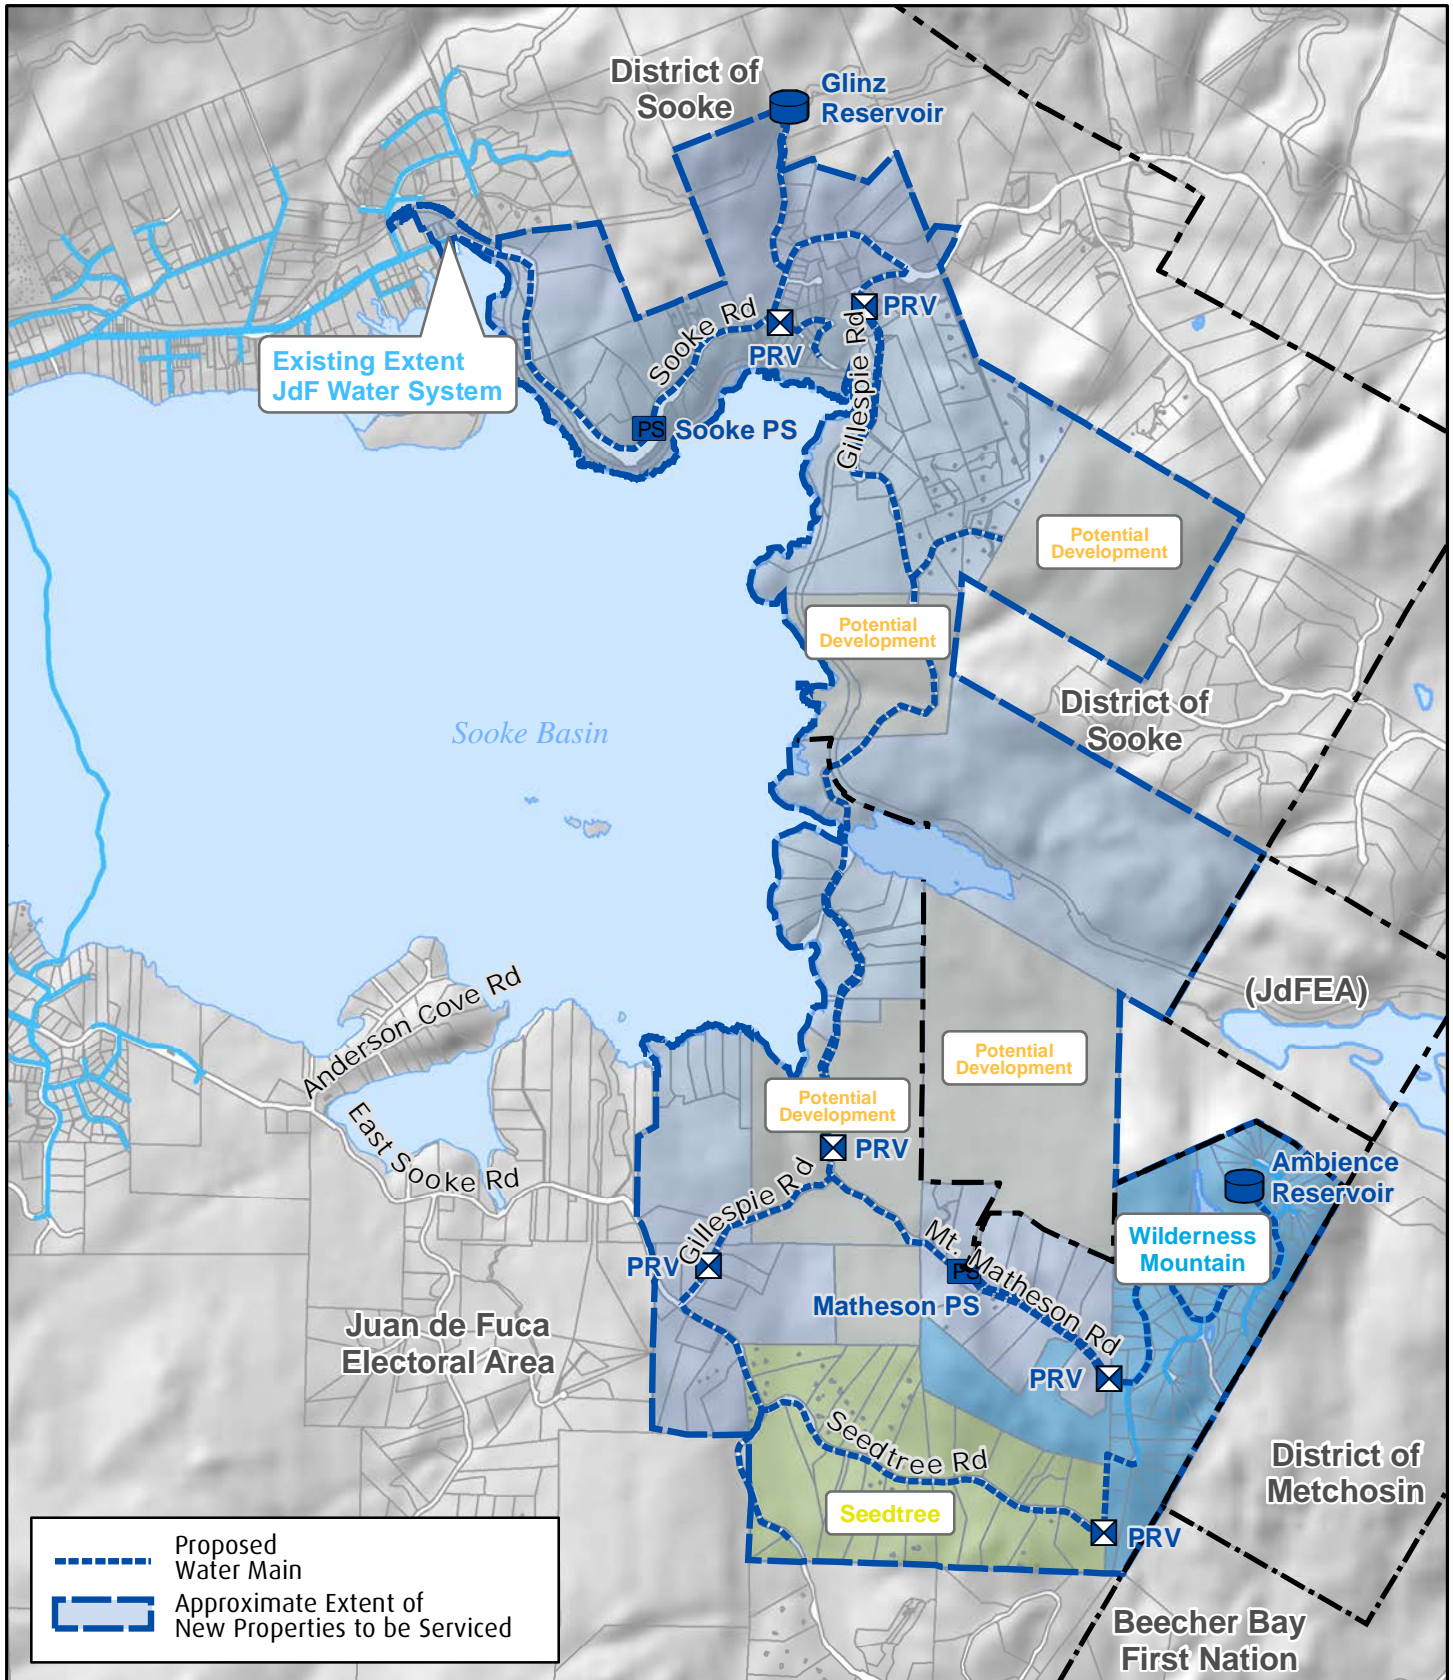 District of
Sooke
Glinz
Reservoir
Existing Extent
JdF Water System
Sooke Rd
PRV
Gillespie Rd
PRV
PS
Sooke PS
Potential
Development
Potential
Development
District of
Sooke
Sooke Basin
(JdFEA)
Anderson Cove Rd
East Sooke Rd
Potential
Development
Potential
Development
PRV
Gillespie Rd
PRV
Ambience
Reservoir
Wilderness
Mountain
Mt. Matheson Rd
PS
Matheson PS
PRV
Juan de Fuca
Electoral Area
Seedtree Rd
Seedtree
PRV
District of
Metchosin
Beecher Bay
First Nation
Proposed
Water Main
Approximate Extent of
New Properties to be Serviced